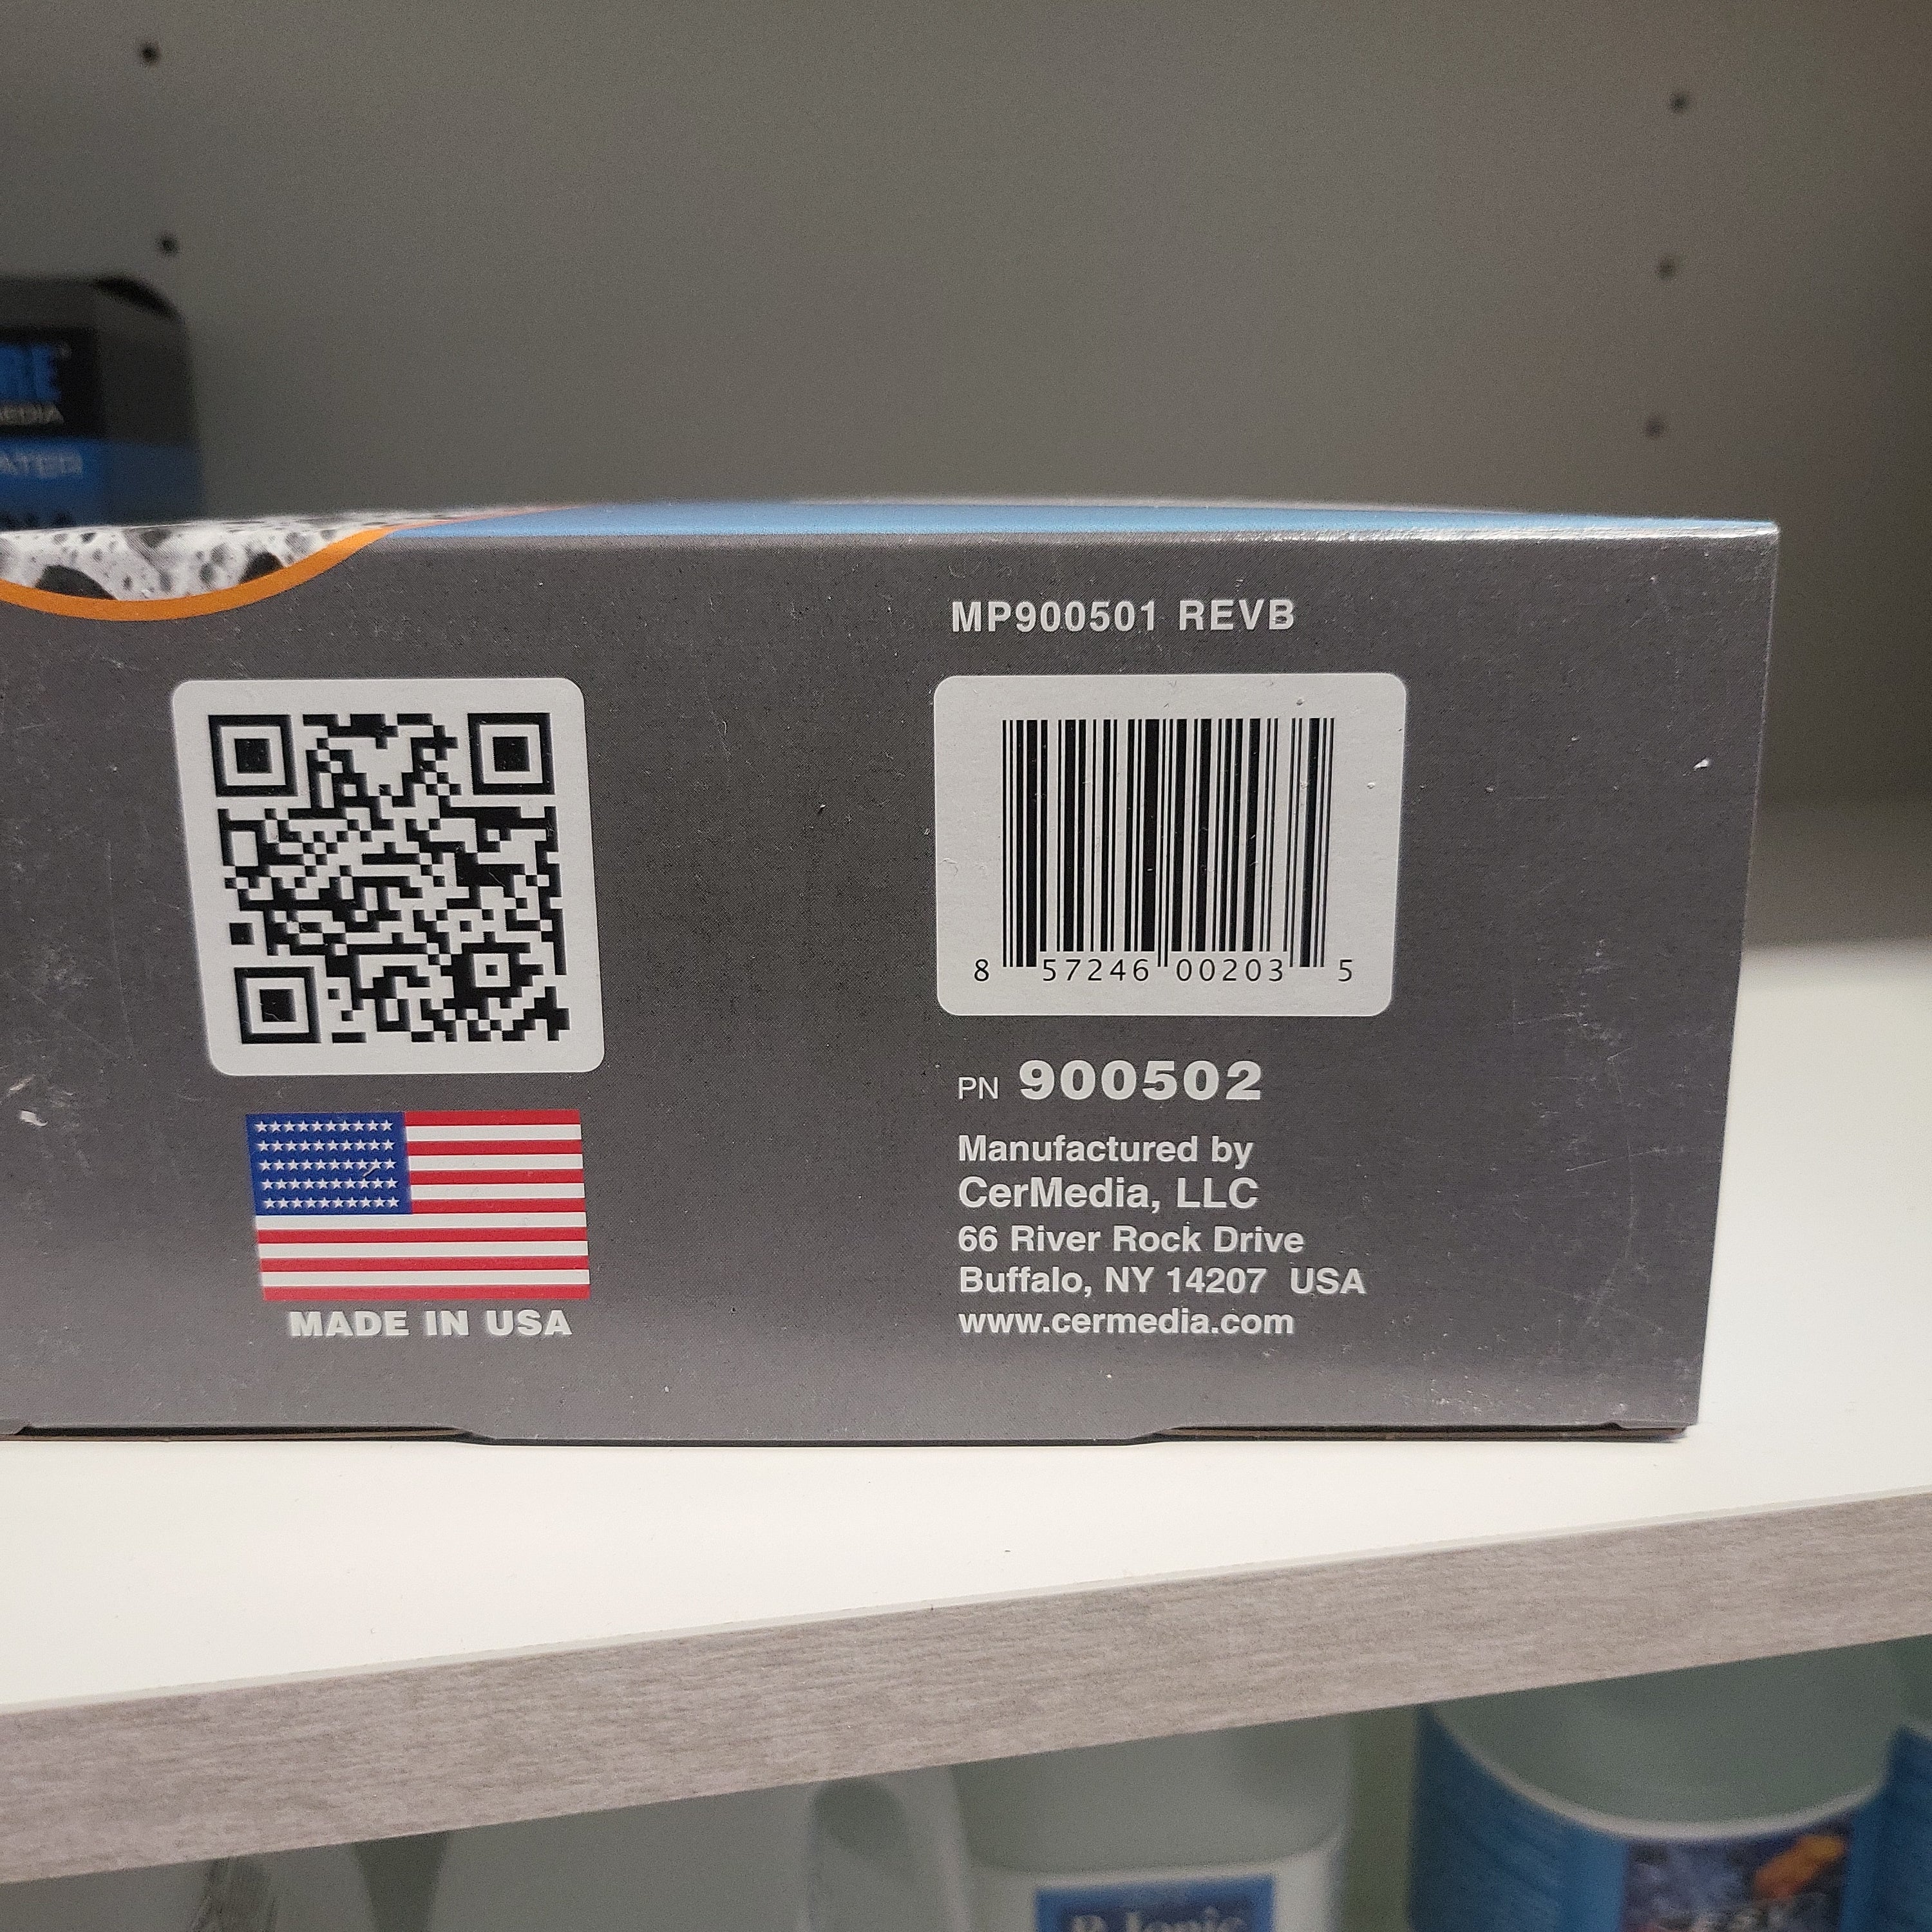 MP900501 REVB
8 57246 00203 5
PN 900502
Manufactured by
CerMedia, LLC
66 River Rock Drive
Buffalo, NY 14207 USA
www.cermedia.com
MADE IN USA